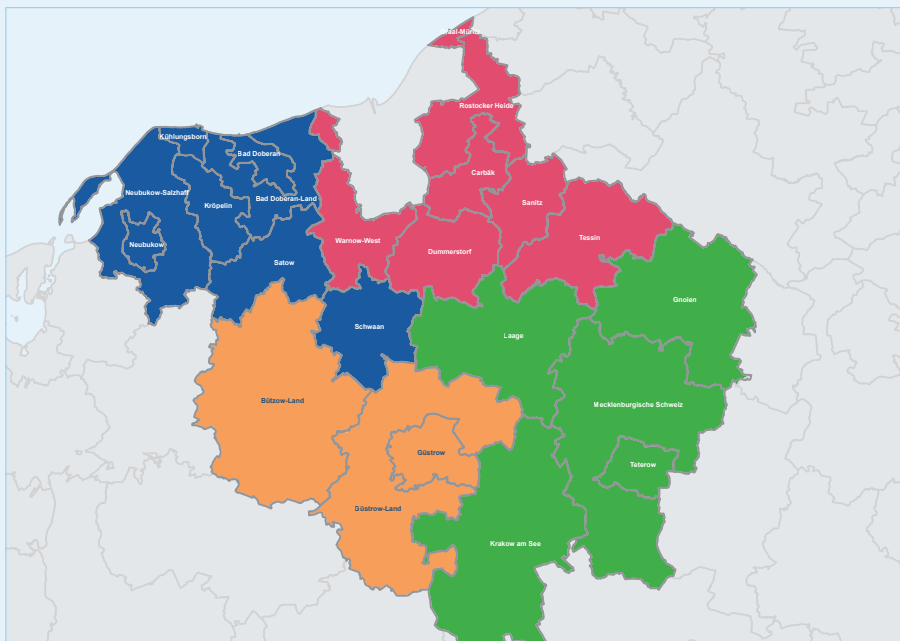 Rostocker Heide
Kühlungsborn
Bad Doberan
Carbäk
Neubukow-Salzhaff
Kröpelin
Bad Doberan-Land
Sanitz
Warnow-West
Neubukow
Tessin
Dummerstorf
Satow
Gnoien
Schwaan
Laage
Bützow-Land
Mecklenburgische Schweiz
Güstrow
Teterow
Güstrow-Land
Krakow am See